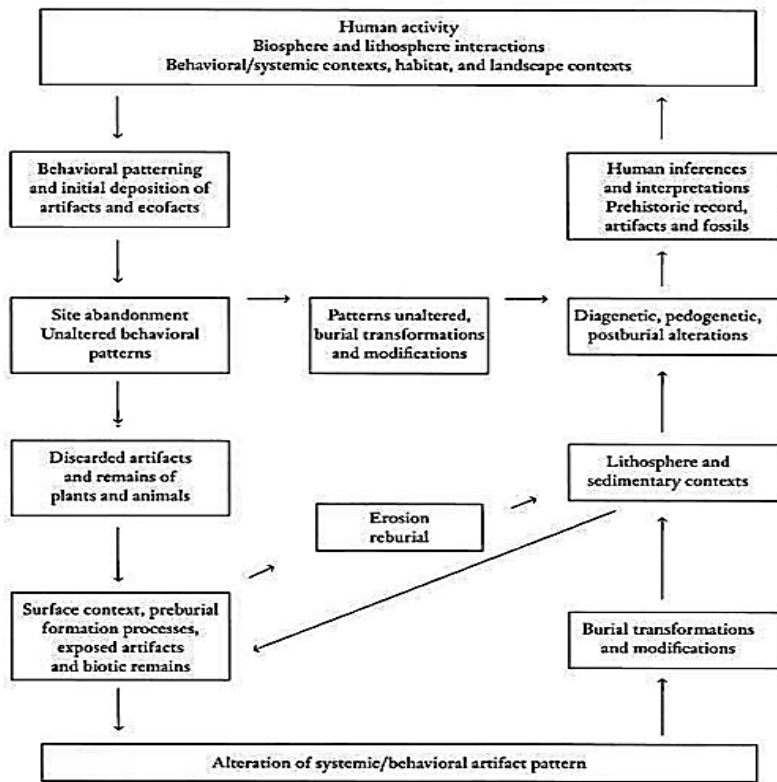 Human activity
Biosphere and lithosphere interactions
Behavioral/systemic contexts, habitat, and landscape contexts
Behavioral patterning
and initial deposition of
artifacts and ecofacts
Human inferences
and interpretations
Prehistoric record,
artifacts and fossils
Site abandonment
Unaltered behavioral
patterns
Patterns unaltered,
burial transformations
and modifications
Diagenetic, pedogenetic,
postburial alterations
Discarded artifacts
and remains of
plants and animals
Lithosphere and
sedimentary contexts
Erosion
reburial
Surface context, preburial
formation processes,
exposed artifacts
and biotic remains
Burial transformations
and modifications
Alteration of systemic/behavioral artifact pattern